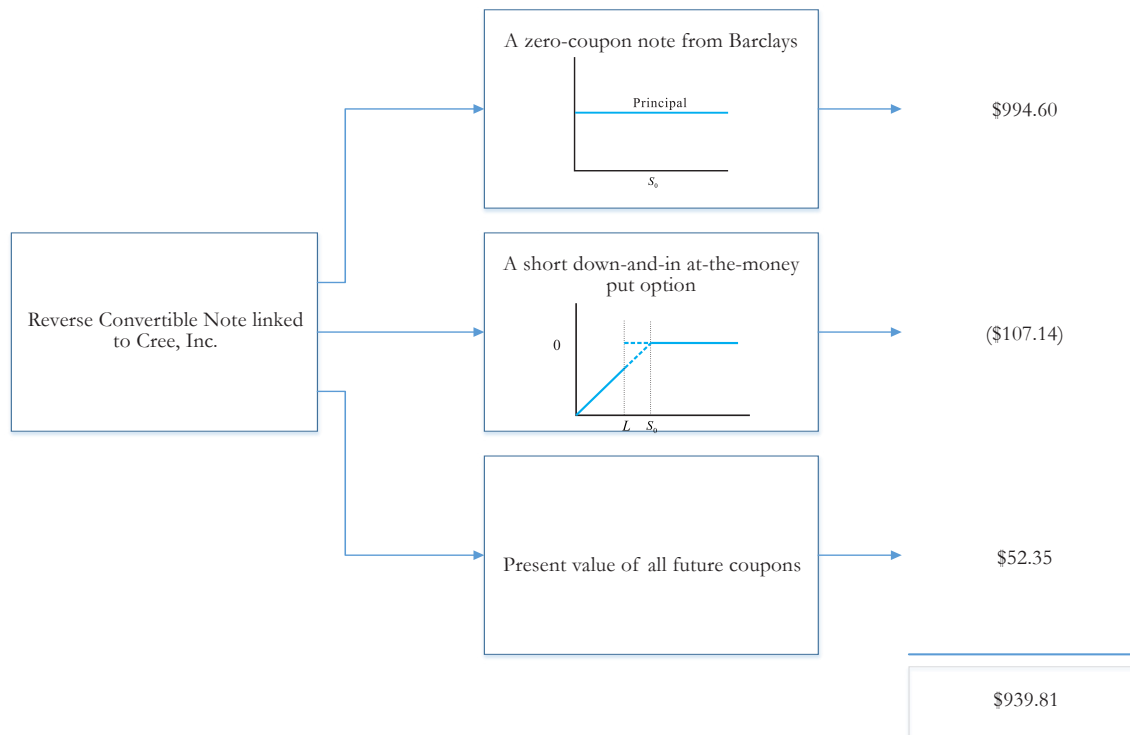 A zero-coupon note from Barclays
Principal
S₀
$994.60
Reverse Convertible Note linked
to Cree, Inc.
A short down-and-in at-the-money
put option
0
L S₀
($107.14)
Present value of all future coupons
$52.35
$939.81